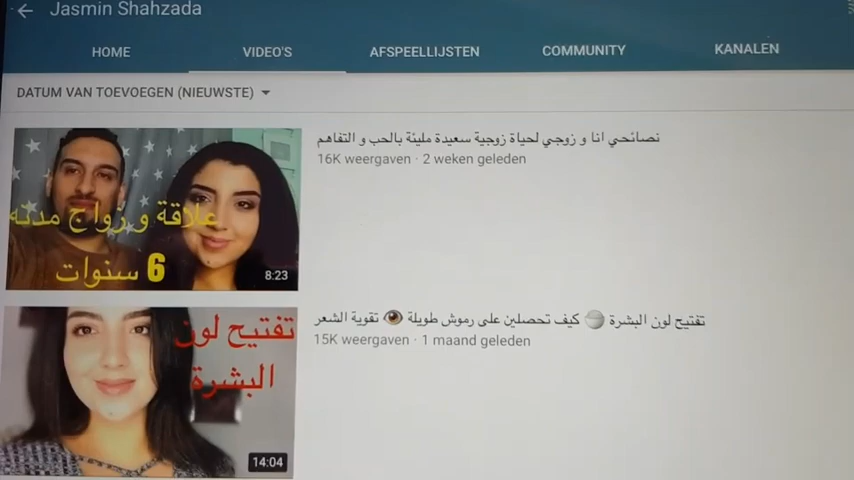 Jasmin Shahzada
HOME VIDEO'S AFSPEELLIJSTEN COMMUNITY KANALEN
DATUM VAN TOEVOEGEN (NIEUWSTE)
نصائحي انا و زوجي لحياة زوجية سعيدة مليئة بالحب و التفاهم
16K weergaven · 2 weken geleden
علاقة و زواج مدته
6 سنوات
8:23
تفتيح لون البشرة كيف تحصلين على رموش طويلة تقوية الشعر
15K weergaven · 1 maand geleden
تفتيح لون
البشرة
14:04